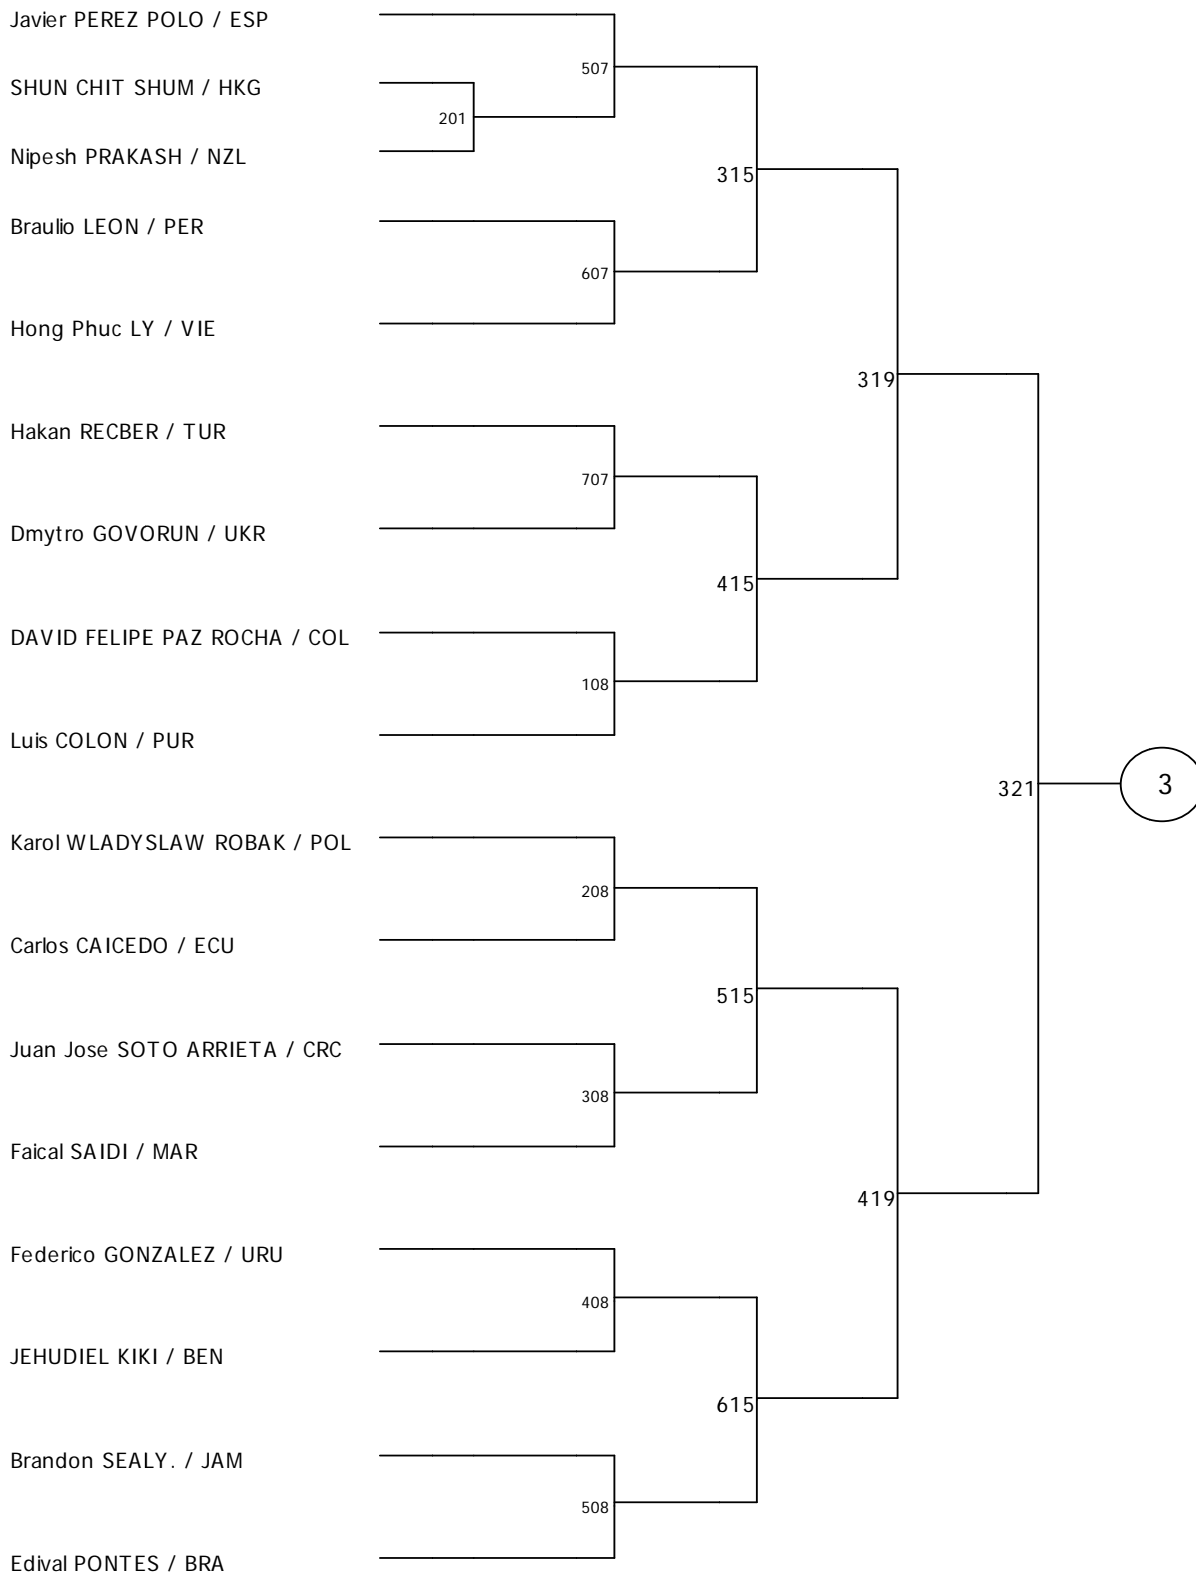 Javier PEREZ POLO / ESP
507
SHUN CHIT SHUM / HKG
201
Nipesh PRAKASH / NZL
315
Braulio LEON / PER
607
Hong Phuc LY / VIE
319
Hakan RECBER / TUR
707
Dmytro GOVORUN / UKR
415
DAVID FELIPE PAZ ROCHA / COL
108
Luis COLON / PUR
321
3
Karol WLADYSLAW ROBAK / POL
208
Carlos CAICEDO / ECU
515
Juan Jose SOTO ARRIETA / CRC
308
Faical SAIDI / MAR
419
Federico GONZALEZ / URU
408
JEHUDIEL KIKI / BEN
615
Brandon SEALY. / JAM
508
Edival PONTES / BRA